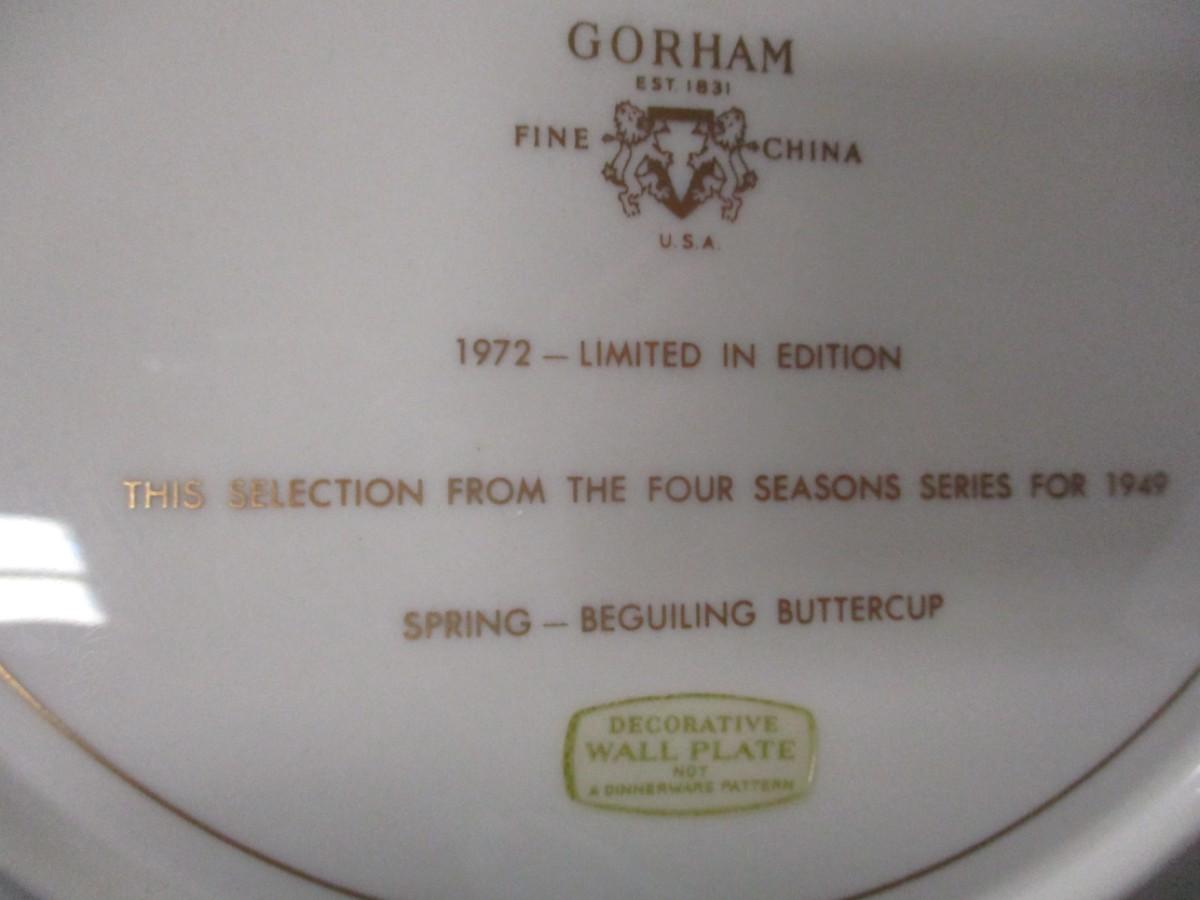 GORHAM
EST. 1831
FINE CHINA
U.S.A.
1972 — LIMITED IN EDITION
THIS SELECTION FROM THE FOUR SEASONS SERIES FOR 1949
SPRING — BEGUILING BUTTERCUP
DECORATIVE
WALL PLATE
NOT
A DINNERWARE PATTERN